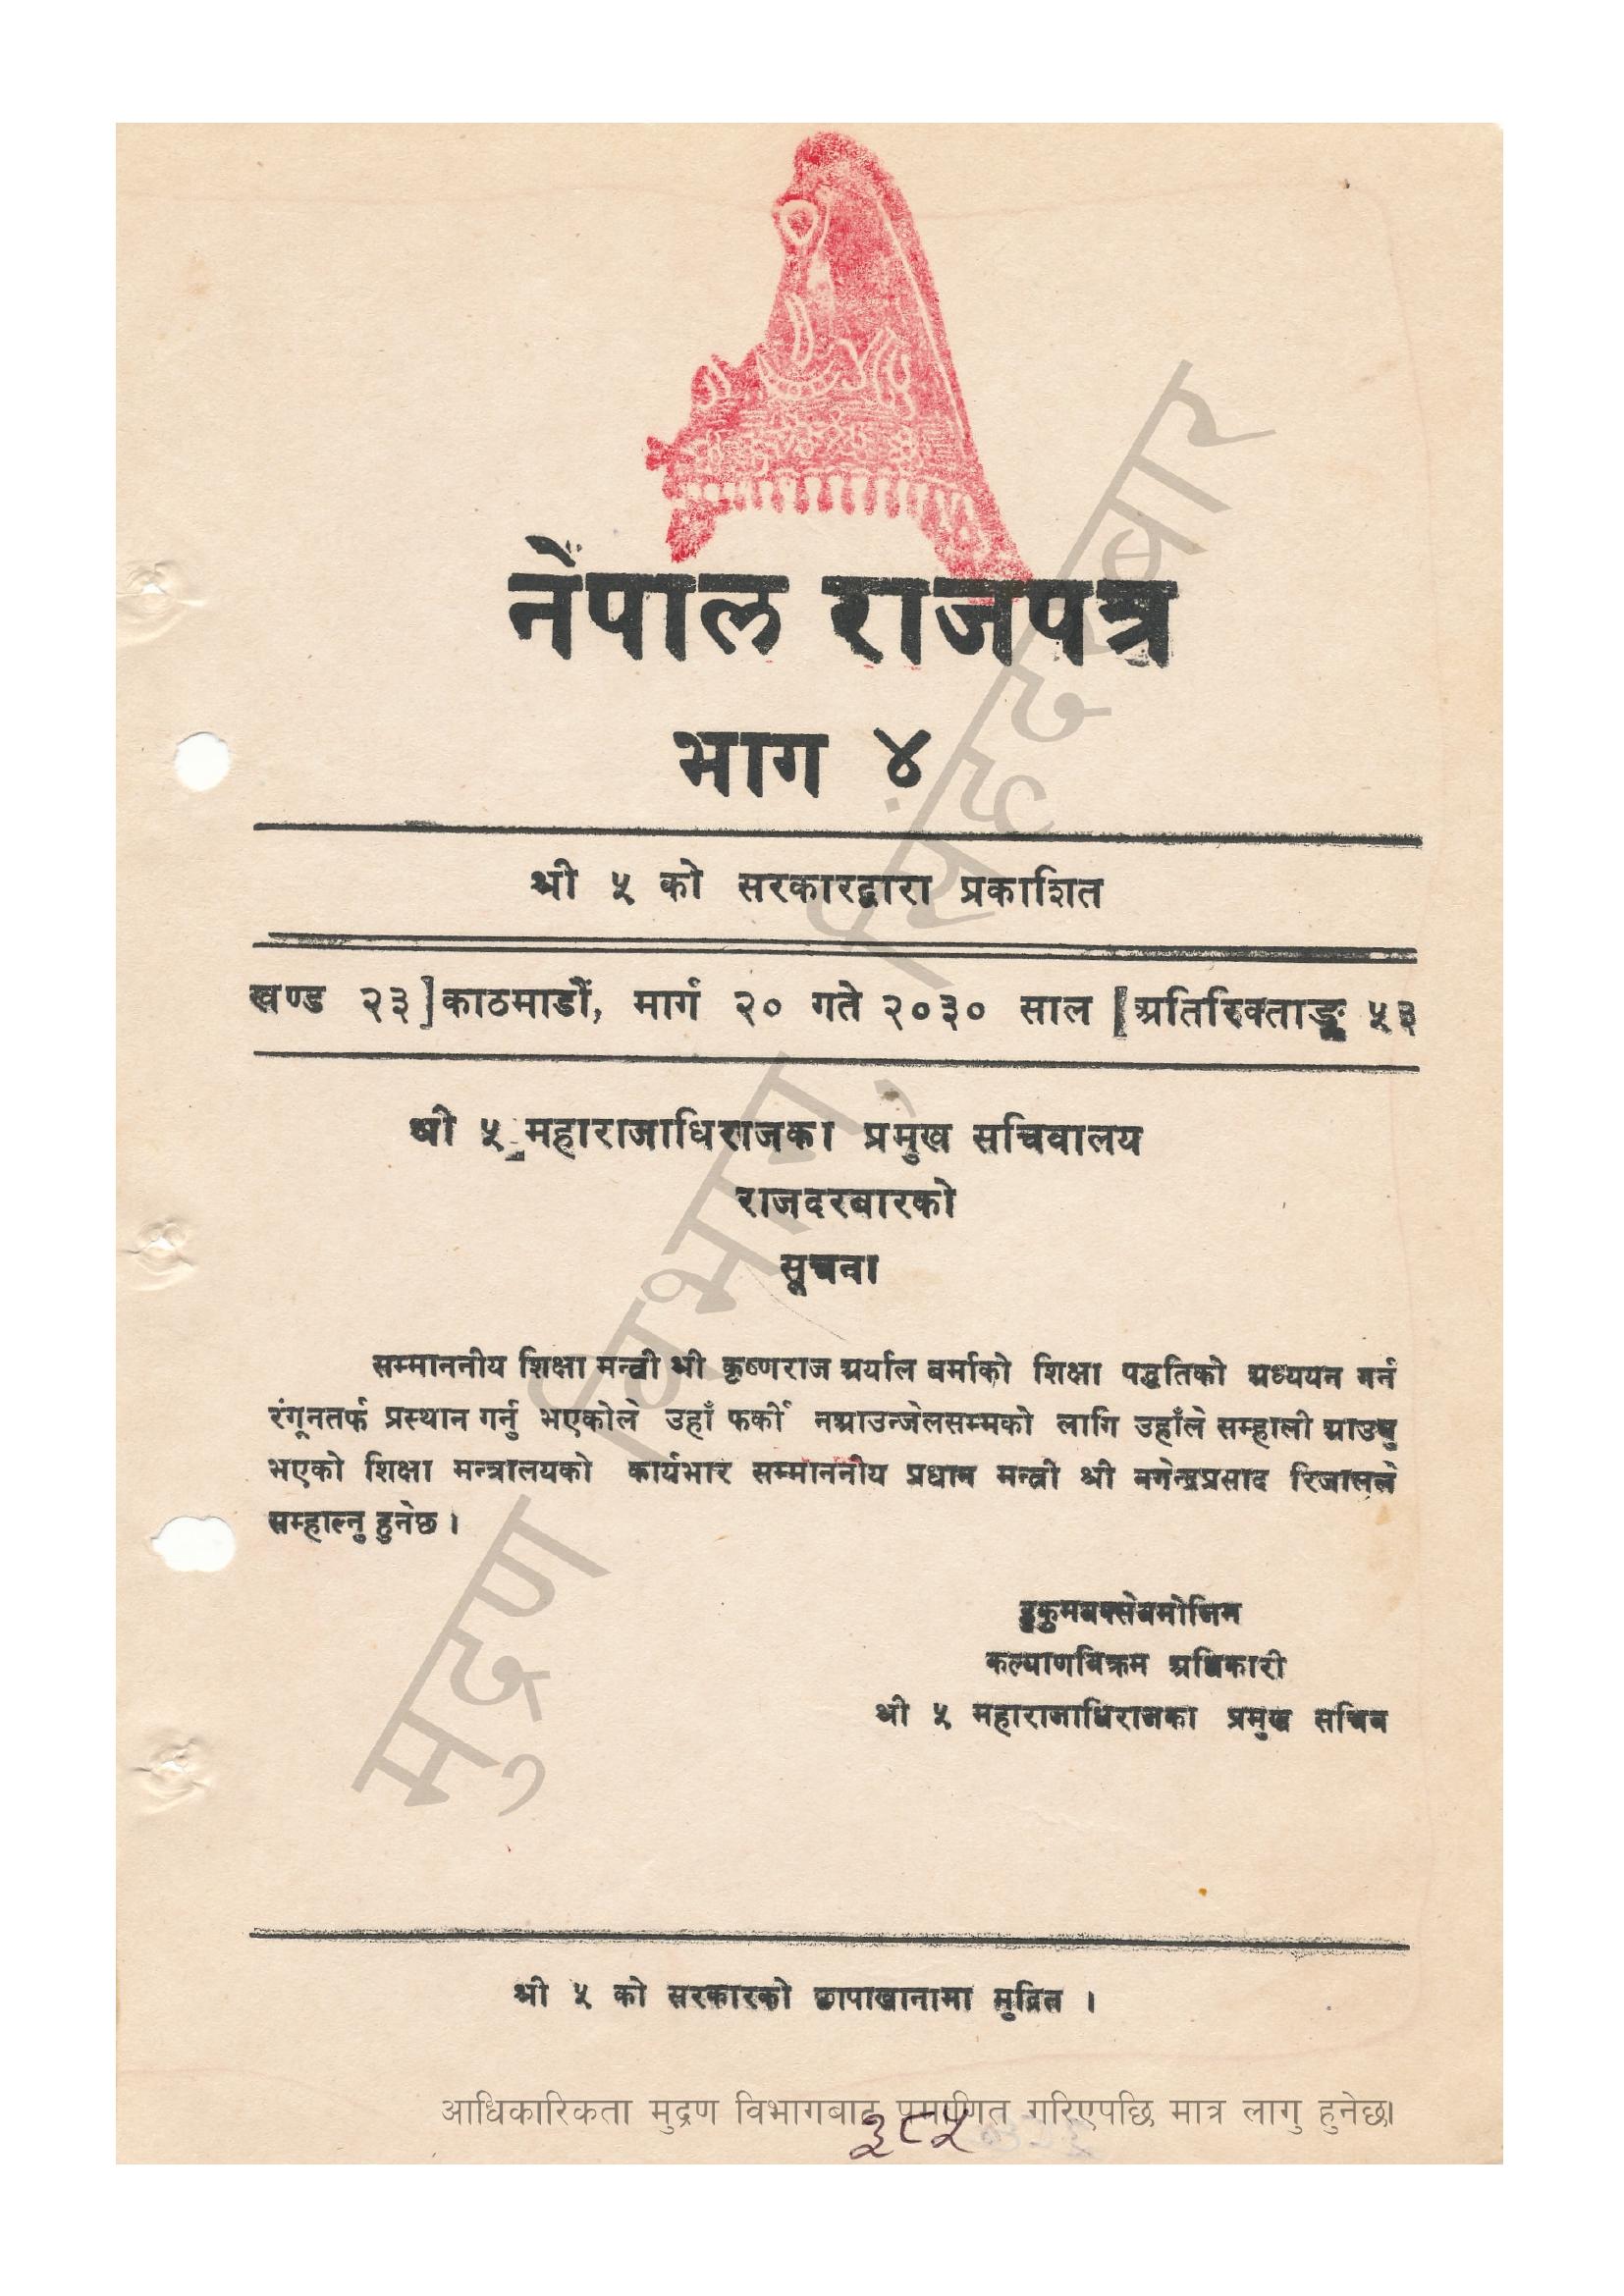 नेपाल राजपत्र
भाग ४
श्री ५ को सरकारद्वारा प्रकाशित
खण्ड २३] काठमाडौं, मार्ग २० गते २०३० साल [अतिरिक्ताङ्क ५३
श्री ५ महाराजाधिराजका प्रमुख सचिवालय
राजदरबारको
सूचना
सम्माननीय शिक्षा मन्त्री श्री कृष्णराज अर्याल बर्माको शिक्षा पद्धतिको अध्ययन गर्न
रंगूनतर्फ प्रस्थान गर्नु भएकोले उहाँ फर्की नआउन्जेलसम्मको लागि उहाँले सम्हाली आउनु
भएको शिक्षा मन्त्रालयको कार्यभार सम्माननीय प्रधान मन्त्री श्री नगेन्द्रप्रसाद रिजालले
सम्हाल्नु हुनेछ ।
हुकुमबक्सेबमोजिम
कल्याणविक्रम अधिकारी
श्री ५ महाराजाधिराजका प्रमुख सचिव
श्री ५ को सरकारको छापाखानामा मुद्रित ।
आधिकारिकता मुद्रण विभागबाट प्रमाणित गरिएपछि मात्र लागु हुनेछ।
३८५
मुद्रण विभाग, सिंहदरबार